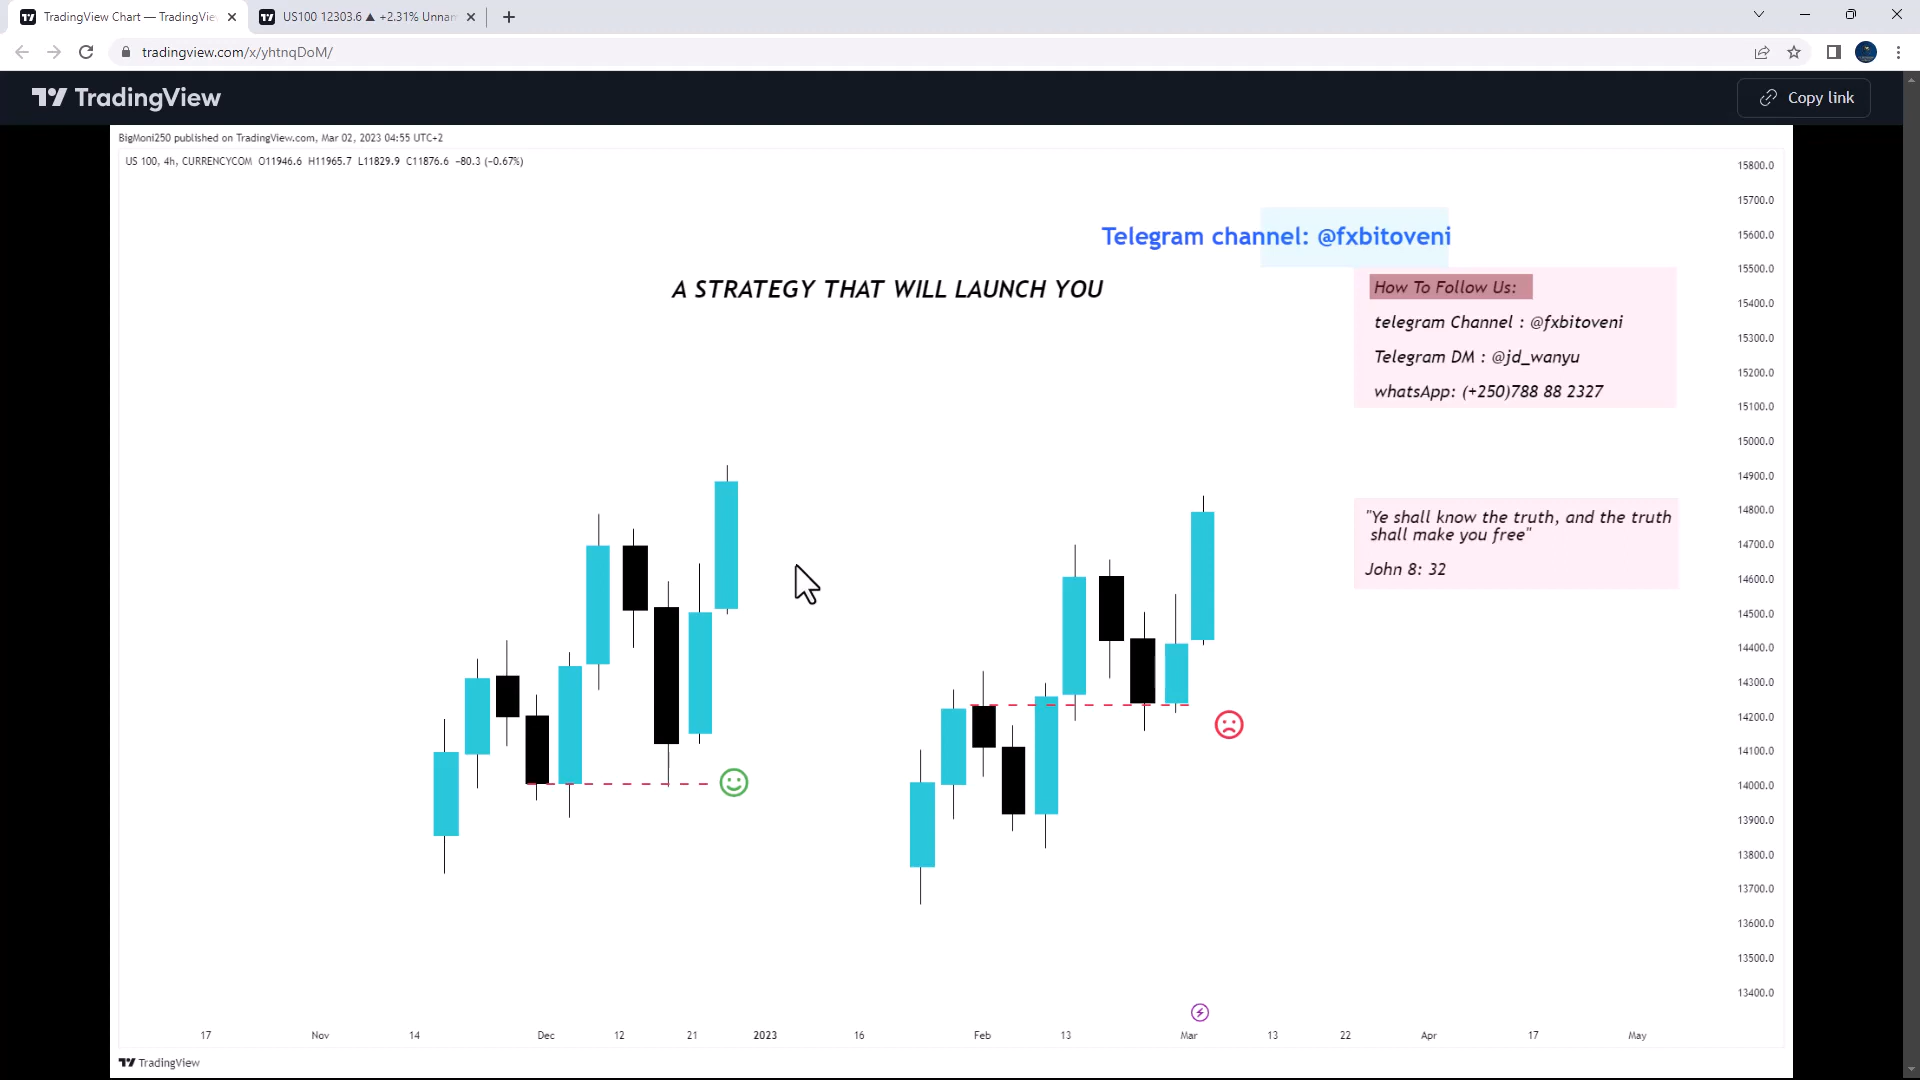 TradingView Chart — TradingVie
US100 12303.6 ▲ +2.31% Unnam
tradingview.com/x/yhtnqDoM/
TradingView
Copy link
BigMoni250 published on TradingView.com, Mar 02, 2023 04:55 UTC+2
US 100, 4h, CURRENCYCOM O11946.6 H11965.7 L11829.9 C11876.6 −80.3 (−0.67%)
Telegram channel: @fxbitoveni
A STRATEGY THAT WILL LAUNCH YOU
How To Follow Us:
telegram Channel : @fxbitoveni
Telegram DM : @jd_wanyu
whatsApp: (+250)788 88 2327
"Ye shall know the truth, and the truth
shall make you free"
John 8: 32
15800.0
15700.0
15600.0
15500.0
15400.0
15300.0
15200.0
15100.0
15000.0
14900.0
14800.0
14700.0
14600.0
14500.0
14400.0
14300.0
14200.0
14100.0
14000.0
13900.0
13800.0
13700.0
13600.0
13500.0
13400.0
17 Nov 14 Dec 12 21 2023 16 Feb 13 Mar 13 22 Apr 17 May
TradingView